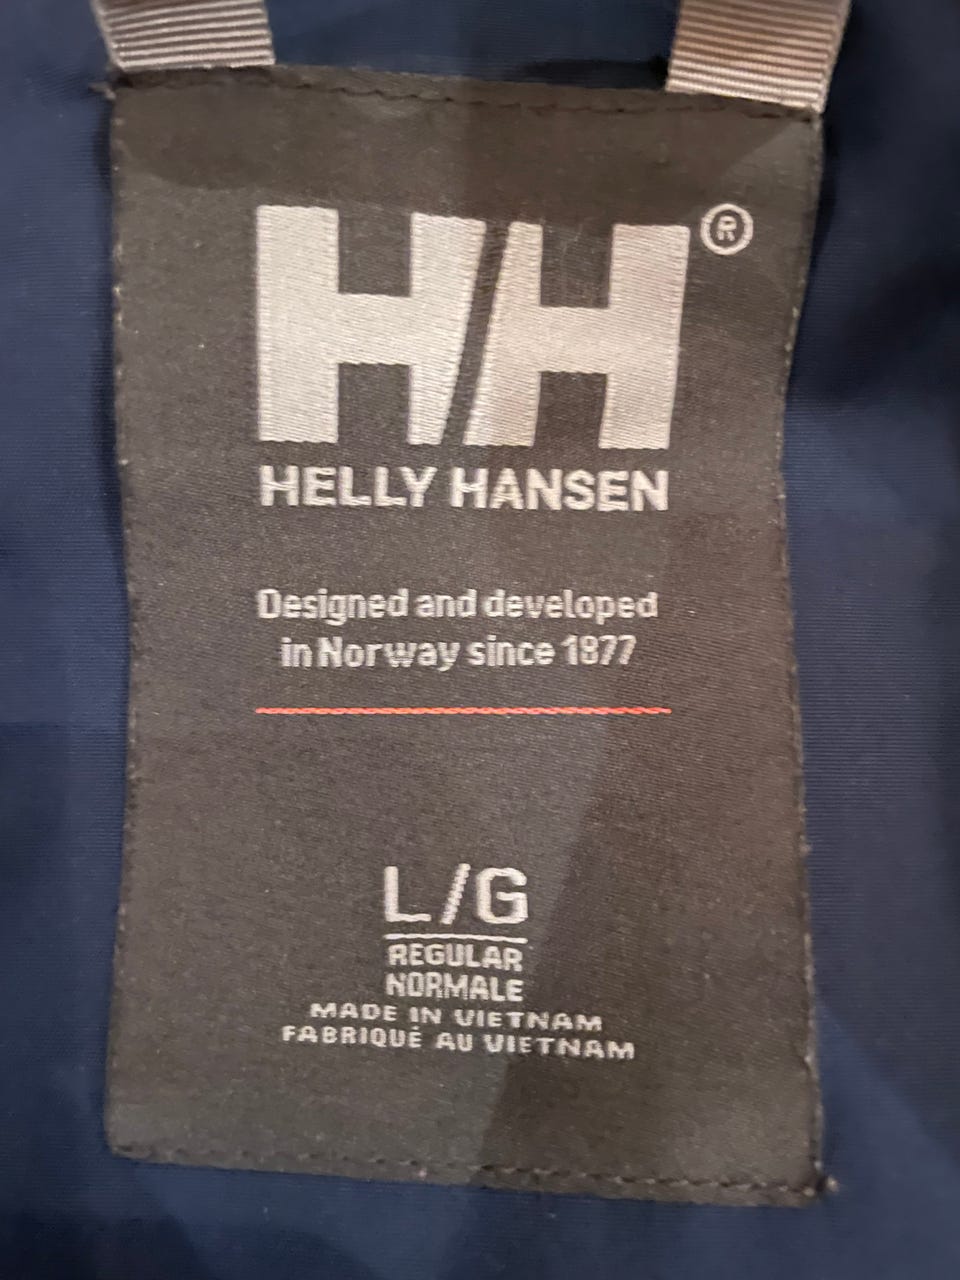 HH®
HELLY HANSEN
Designed and developed
in Norway since 1877
L/G
REGULAR
NORMALE
MADE IN VIETNAM
FABRIQUÉ AU VIETNAM